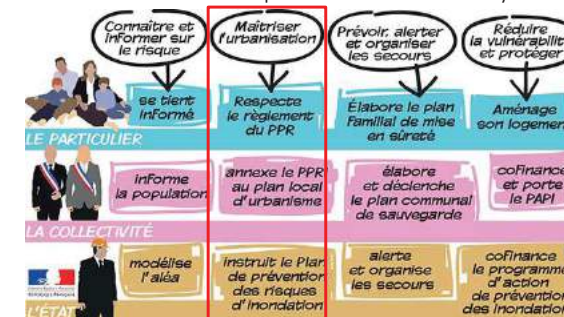 Connaître et
informer sur
le risque
Maîtriser
l'urbanisation
Prévoir, alerter
et organiser
les secours
Réduire
la vulnérabilit
et protéger
se tient
informé
Respecte
le règlement
du PPR
Élabore le plan
Familial de mise
en sûreté
Aménage
son logemen
LE PARTICULIER
informe
la population
annexe le PPR
au plan local
d'urbanisme
élabore
et déclenche
le plan communal
de sauvegarde
cofinance
et porte
le PAPI
LA COLLECTIVITÉ
modélise
l'aléa
instruit le Plan
de prévention
des risques
d'inondation
alerte
et organise
les secours
cofinance
le programme
d'action
de prévention
des inondation
L'ÉTAT